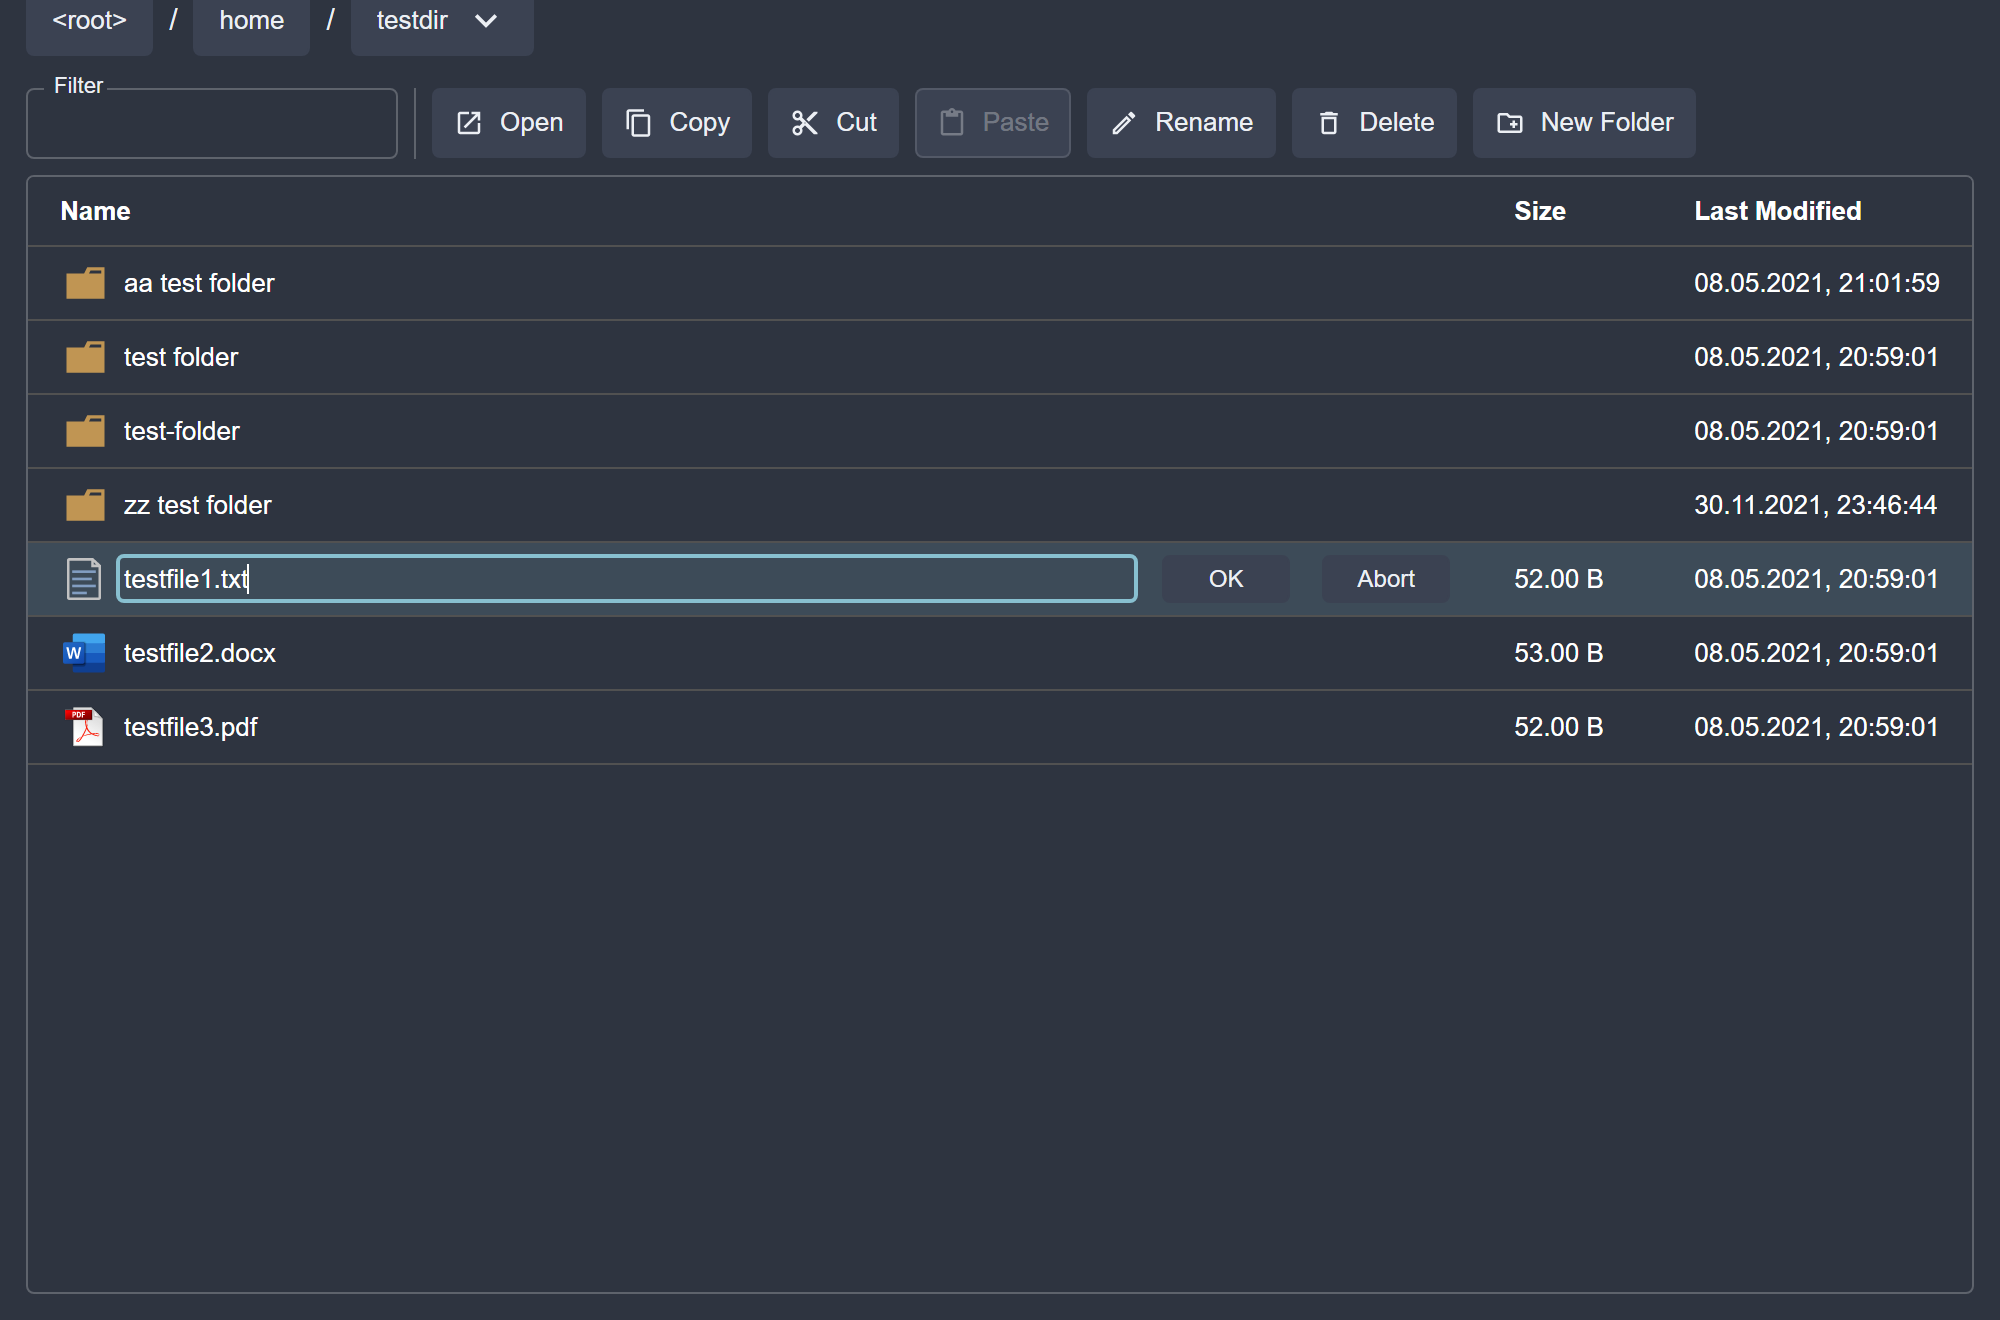 <root> / home / testdir
Filter
Open Copy Cut Paste Rename Delete New Folder
Name Size Last Modified
aa test folder 08.05.2021, 21:01:59
test folder 08.05.2021, 20:59:01
test-folder 08.05.2021, 20:59:01
zz test folder 30.11.2021, 23:46:44
testfile1.txt OK Abort 52.00 B 08.05.2021, 20:59:01
W testfile2.docx 53.00 B 08.05.2021, 20:59:01
PDF testfile3.pdf 52.00 B 08.05.2021, 20:59:01